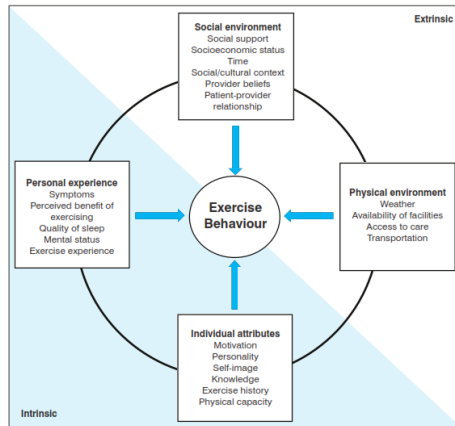 Extrinsic
Social environment
Social support
Socioeconomic status
Time
Social/cultural context
Provider beliefs
Patient-provider
relationship
Personal experience
Symptoms
Perceived benefit of
exercising
Quality of sleep
Mental status
Exercise experience
Exercise
Behaviour
Physical environment
Weather
Availability of facilities
Access to care
Transportation
Individual attributes
Motivation
Personality
Self-image
Knowledge
Exercise history
Physical capacity
Intrinsic